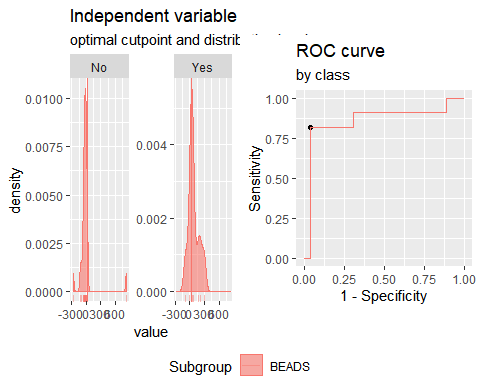 Independent variable
optimal cutpoint and distrib
No
Yes
0.0100
0.0075
0.0050
0.0025
0.0000
density
0.004
0.002
0.000
value
ROC curve
by class
1.00
0.75
0.50
0.25
0.00
Sensitivity
0.00 0.25 0.50 0.75 1.00
1 - Specificity
Subgroup BEADS